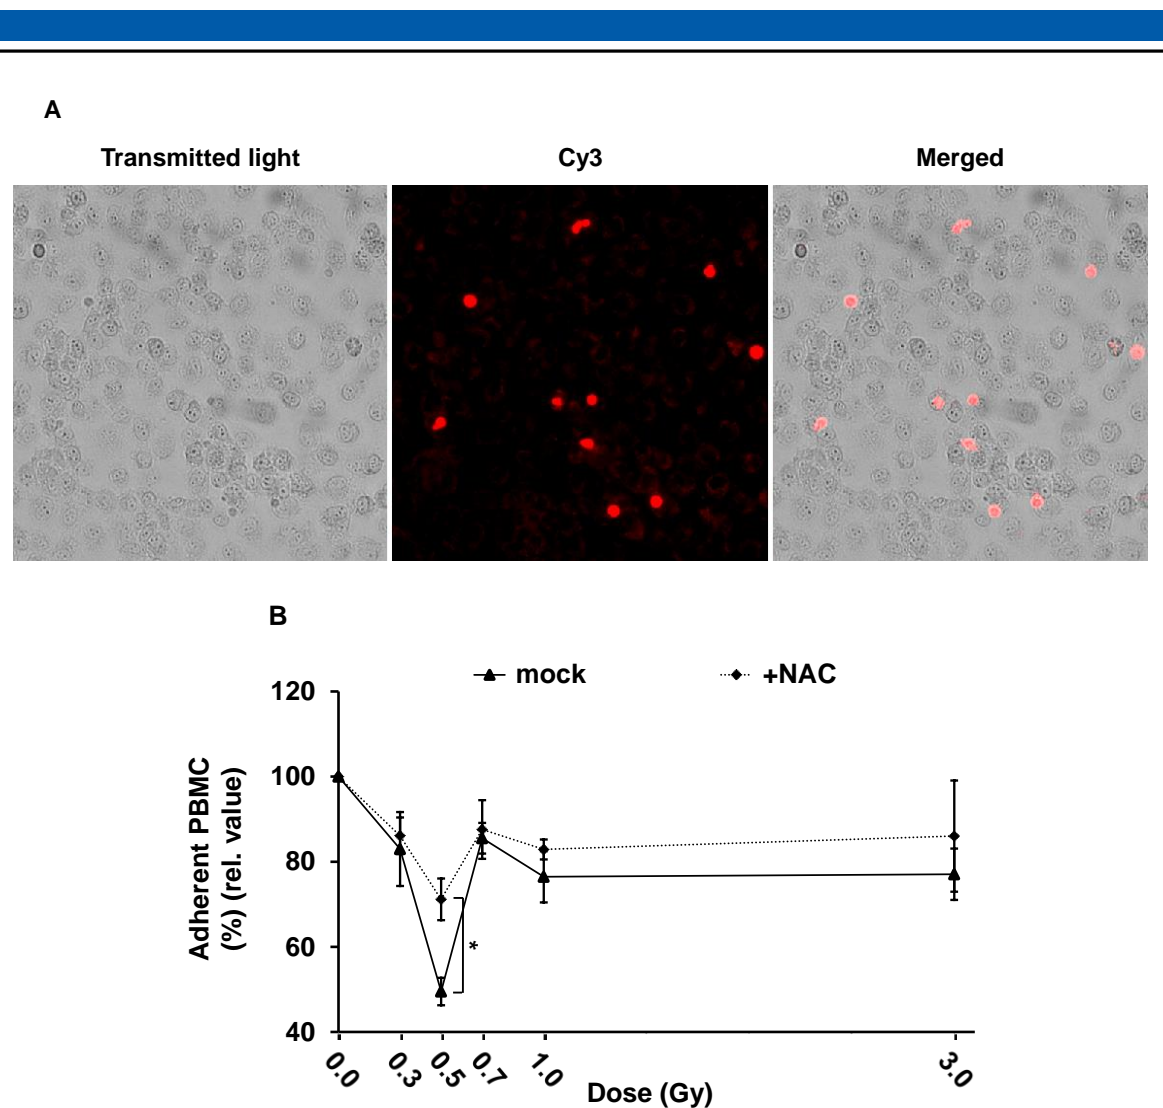 A
Transmitted light
Cy3
Merged
B
mock
+NAC
120
100
80
60
40
Adherent PBMC
(%) (rel. value)
*
0.0
0.3
0.5
0.7
1.0
3.0
Dose (Gy)